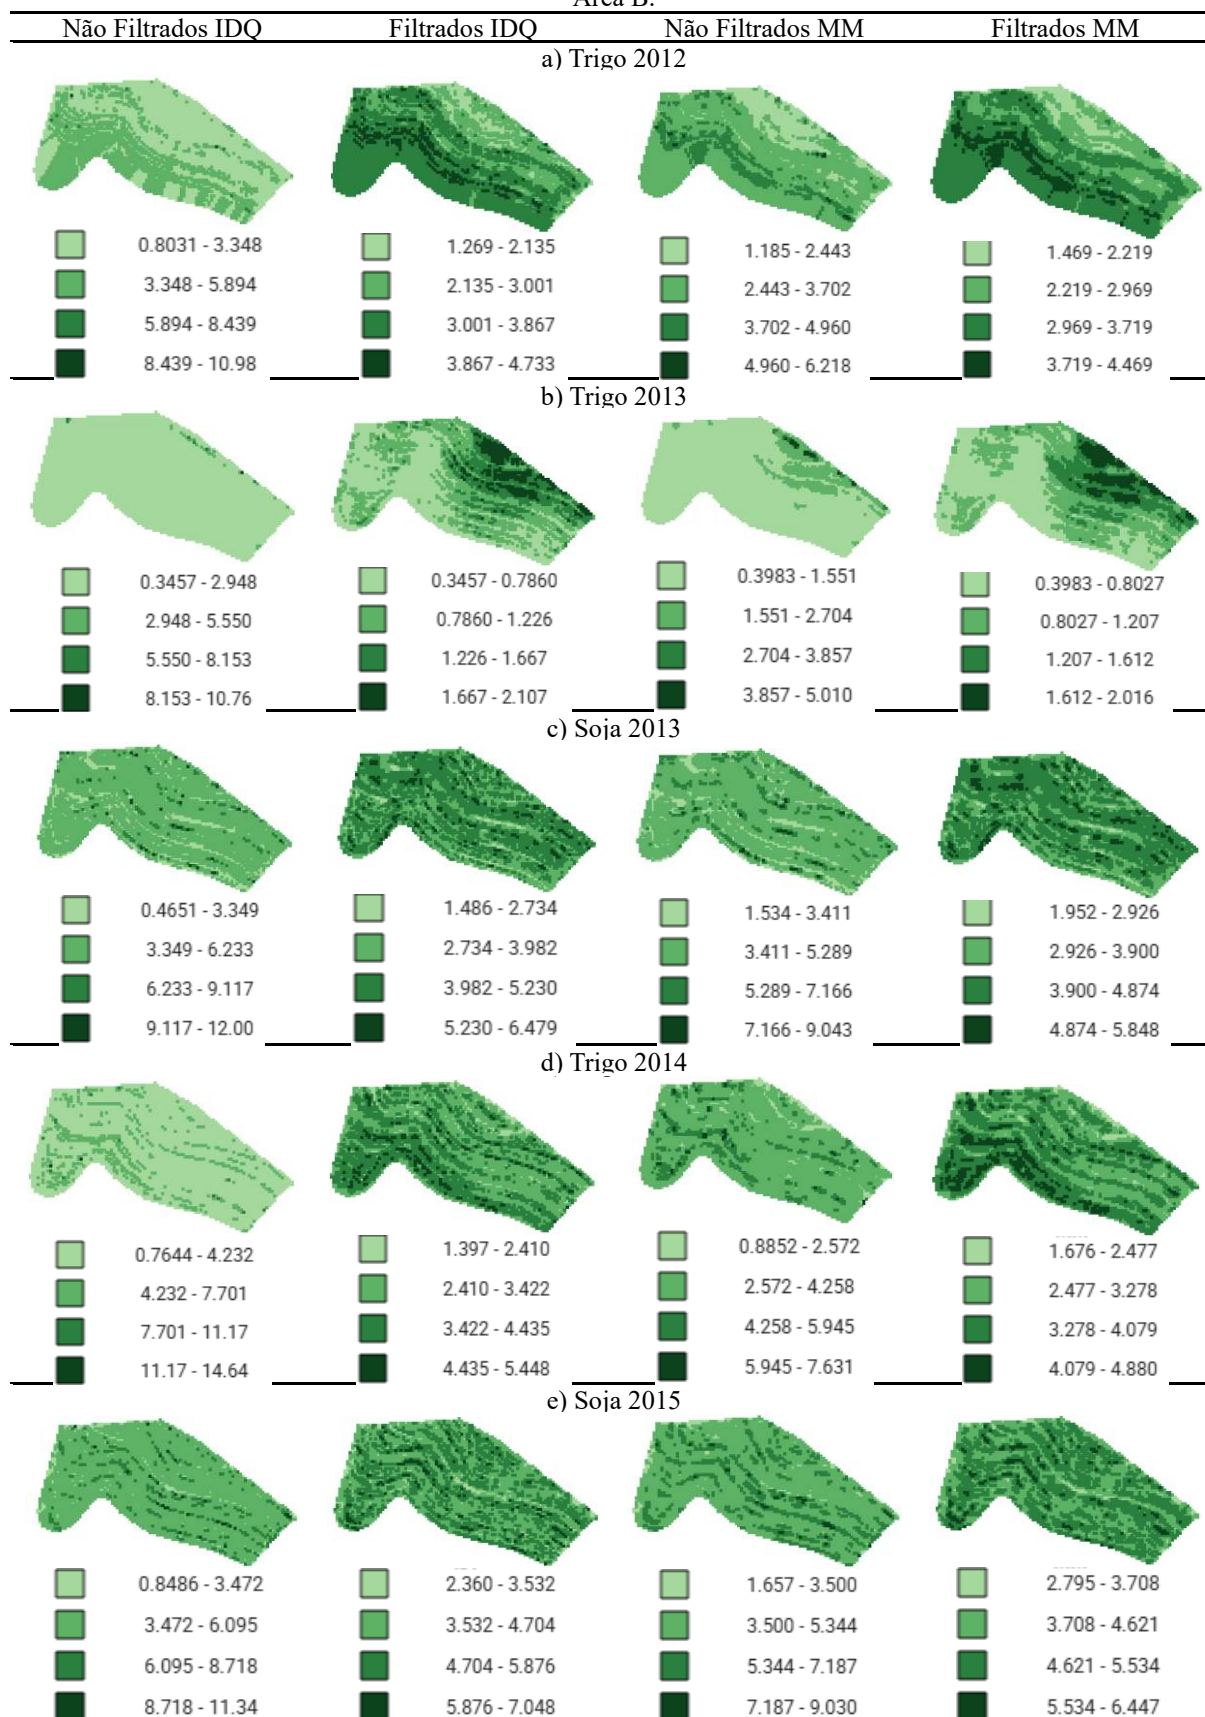 Área B.
Não Filtrados IDQ Filtrados IDQ Não Filtrados MM Filtrados MM
a) Trigo 2012
0.8031 - 3.348 1.269 - 2.135 1.185 - 2.443 1.469 - 2.219
3.348 - 5.894 2.135 - 3.001 2.443 - 3.702 2.219 - 2.969
5.894 - 8.439 3.001 - 3.867 3.702 - 4.960 2.969 - 3.719
8.439 - 10.98 3.867 - 4.733 4.960 - 6.218 3.719 - 4.469
b) Trigo 2013
0.3457 - 2.948 0.3457 - 0.7860 0.3983 - 1.551 0.3983 - 0.8027
2.948 - 5.550 0.7860 - 1.226 1.551 - 2.704 0.8027 - 1.207
5.550 - 8.153 1.226 - 1.667 2.704 - 3.857 1.207 - 1.612
8.153 - 10.76 1.667 - 2.107 3.857 - 5.010 1.612 - 2.016
c) Soja 2013
0.4651 - 3.349 1.486 - 2.734 1.534 - 3.411 1.952 - 2.926
3.349 - 6.233 2.734 - 3.982 3.411 - 5.289 2.926 - 3.900
6.233 - 9.117 3.982 - 5.230 5.289 - 7.166 3.900 - 4.874
9.117 - 12.00 5.230 - 6.479 7.166 - 9.043 4.874 - 5.848
d) Trigo 2014
0.7644 - 4.232 1.397 - 2.410 0.8852 - 2.572 1.676 - 2.477
4.232 - 7.701 2.410 - 3.422 2.572 - 4.258 2.477 - 3.278
7.701 - 11.17 3.422 - 4.435 4.258 - 5.945 3.278 - 4.079
11.17 - 14.64 4.435 - 5.448 5.945 - 7.631 4.079 - 4.880
e) Soja 2015
0.8486 - 3.472 2.360 - 3.532 1.657 - 3.500 2.795 - 3.708
3.472 - 6.095 3.532 - 4.704 3.500 - 5.344 3.708 - 4.621
6.095 - 8.718 4.704 - 5.876 5.344 - 7.187 4.621 - 5.534
8.718 - 11.34 5.876 - 7.048 7.187 - 9.030 5.534 - 6.447